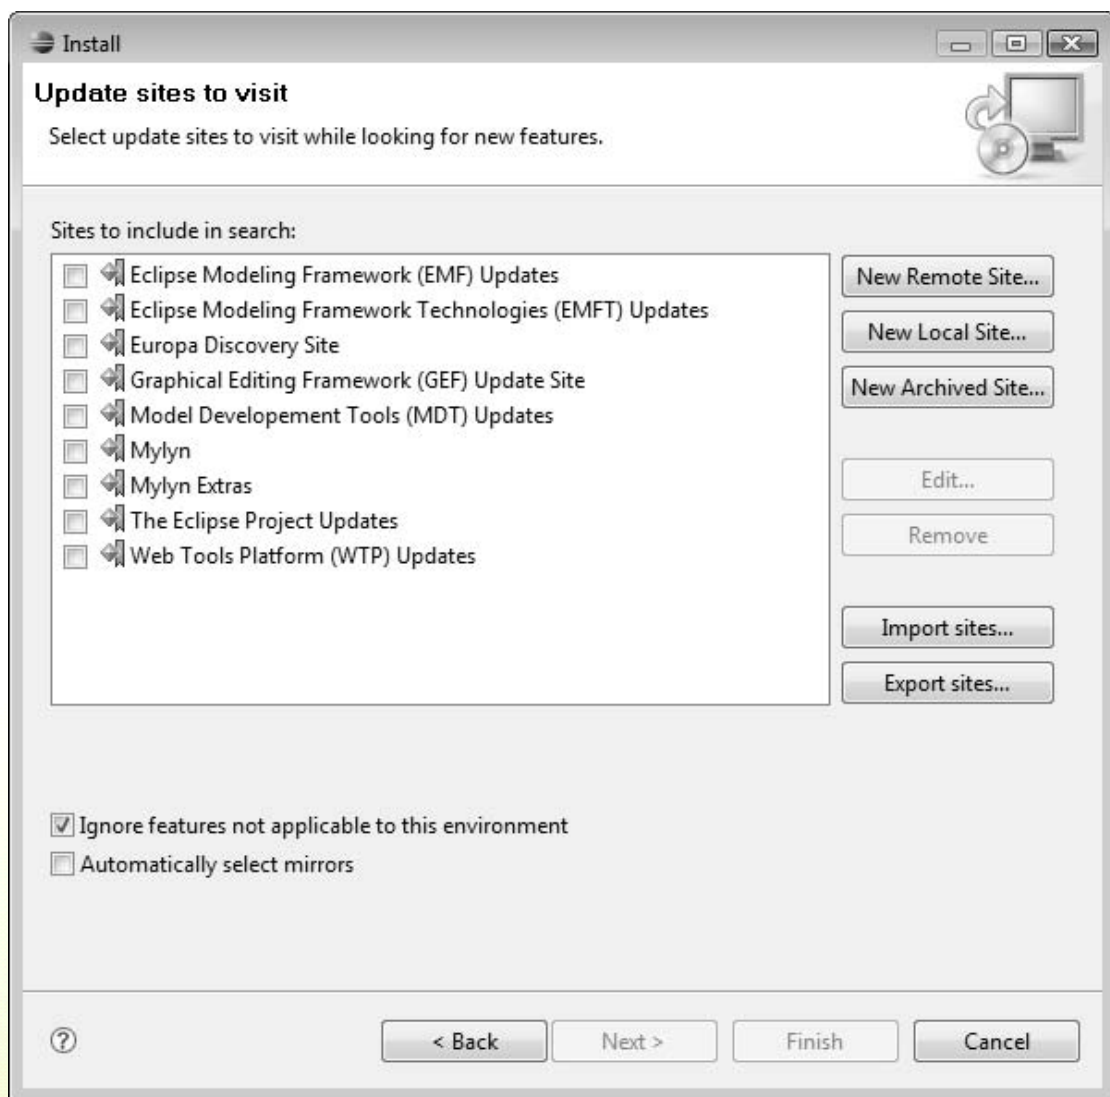 Install
Update sites to visit
Select update sites to visit while looking for new features.
Sites to include in search:
Eclipse Modeling Framework (EMF) Updates
Eclipse Modeling Framework Technologies (EMFT) Updates
Europa Discovery Site
Graphical Editing Framework (GEF) Update Site
Model Developement Tools (MDT) Updates
Mylyn
Mylyn Extras
The Eclipse Project Updates
Web Tools Platform (WTP) Updates
New Remote Site...
New Local Site...
New Archived Site...
Edit...
Remove
Import sites...
Export sites...
Ignore features not applicable to this environment
Automatically select mirrors
?
< Back
Next >
Finish
Cancel